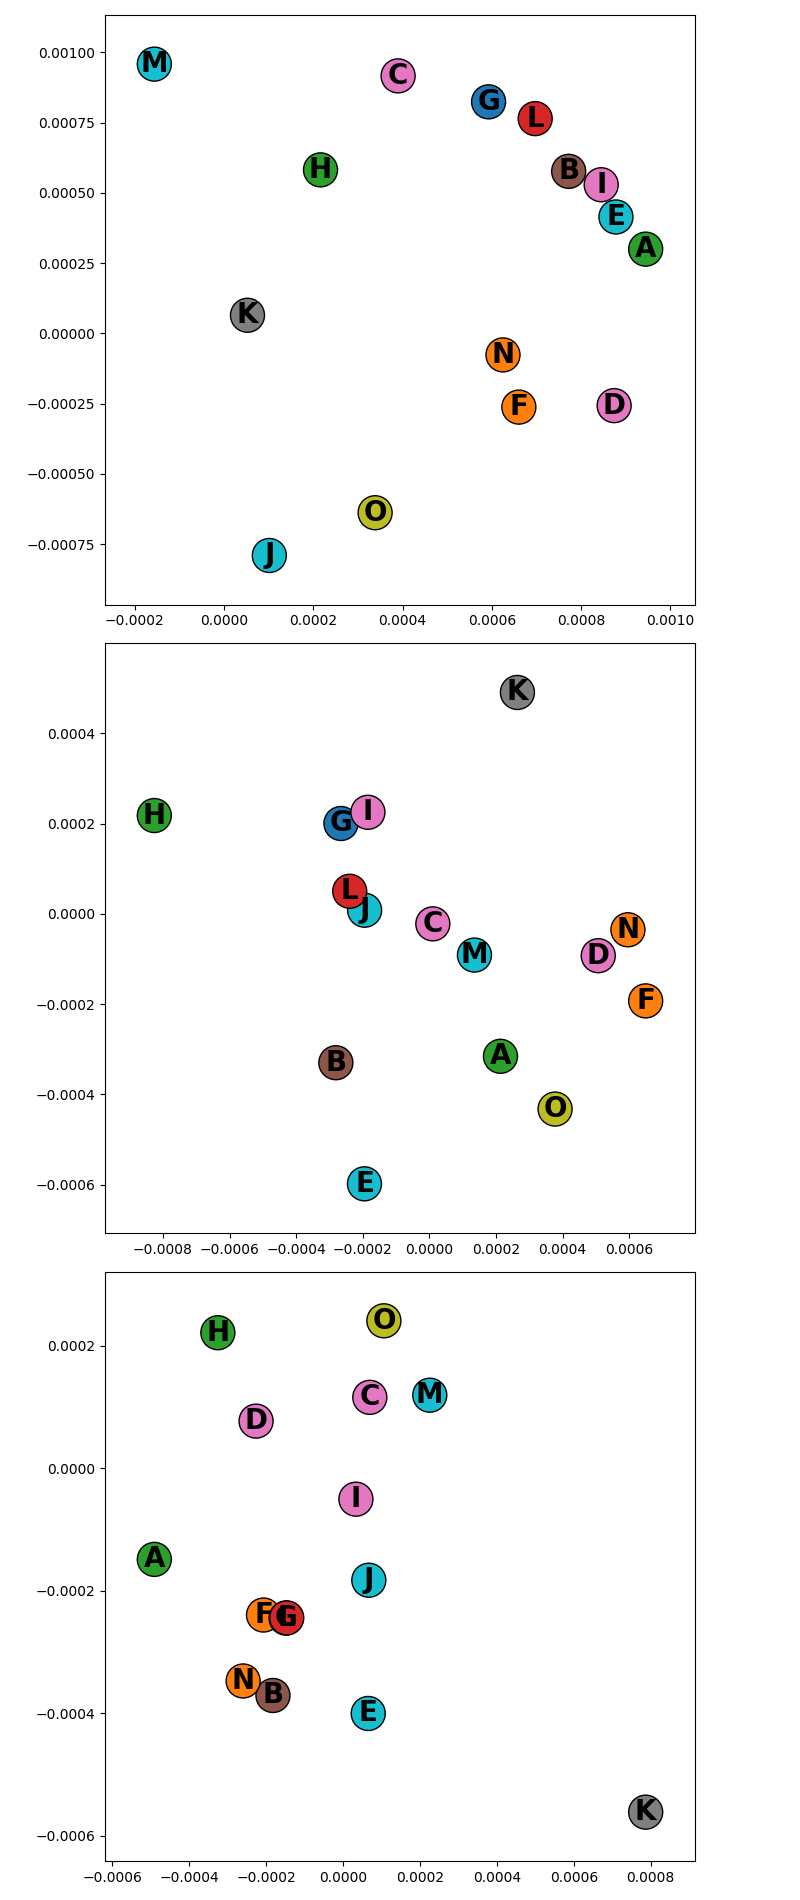 M
C
G
L
H
B
I
E
A
K
N
F
D
O
J
0.00100
0.00075
0.00050
0.00025
0.00000
−0.00025
−0.00050
−0.00075
−0.0002 0.0000 0.0002 0.0004 0.0006 0.0008 0.0010
K
H
G
I
L
J
C
M
N
D
F
B
A
O
E
0.0004
0.0002
0.0000
−0.0002
−0.0004
−0.0006
−0.0008 −0.0006 −0.0004 −0.0002 0.0000 0.0002 0.0004 0.0006
H
O
C
M
D
I
A
J
F
G
N
B
E
K
0.0002
0.0000
−0.0002
−0.0004
−0.0006
−0.0006 −0.0004 −0.0002 0.0000 0.0002 0.0004 0.0006 0.0008